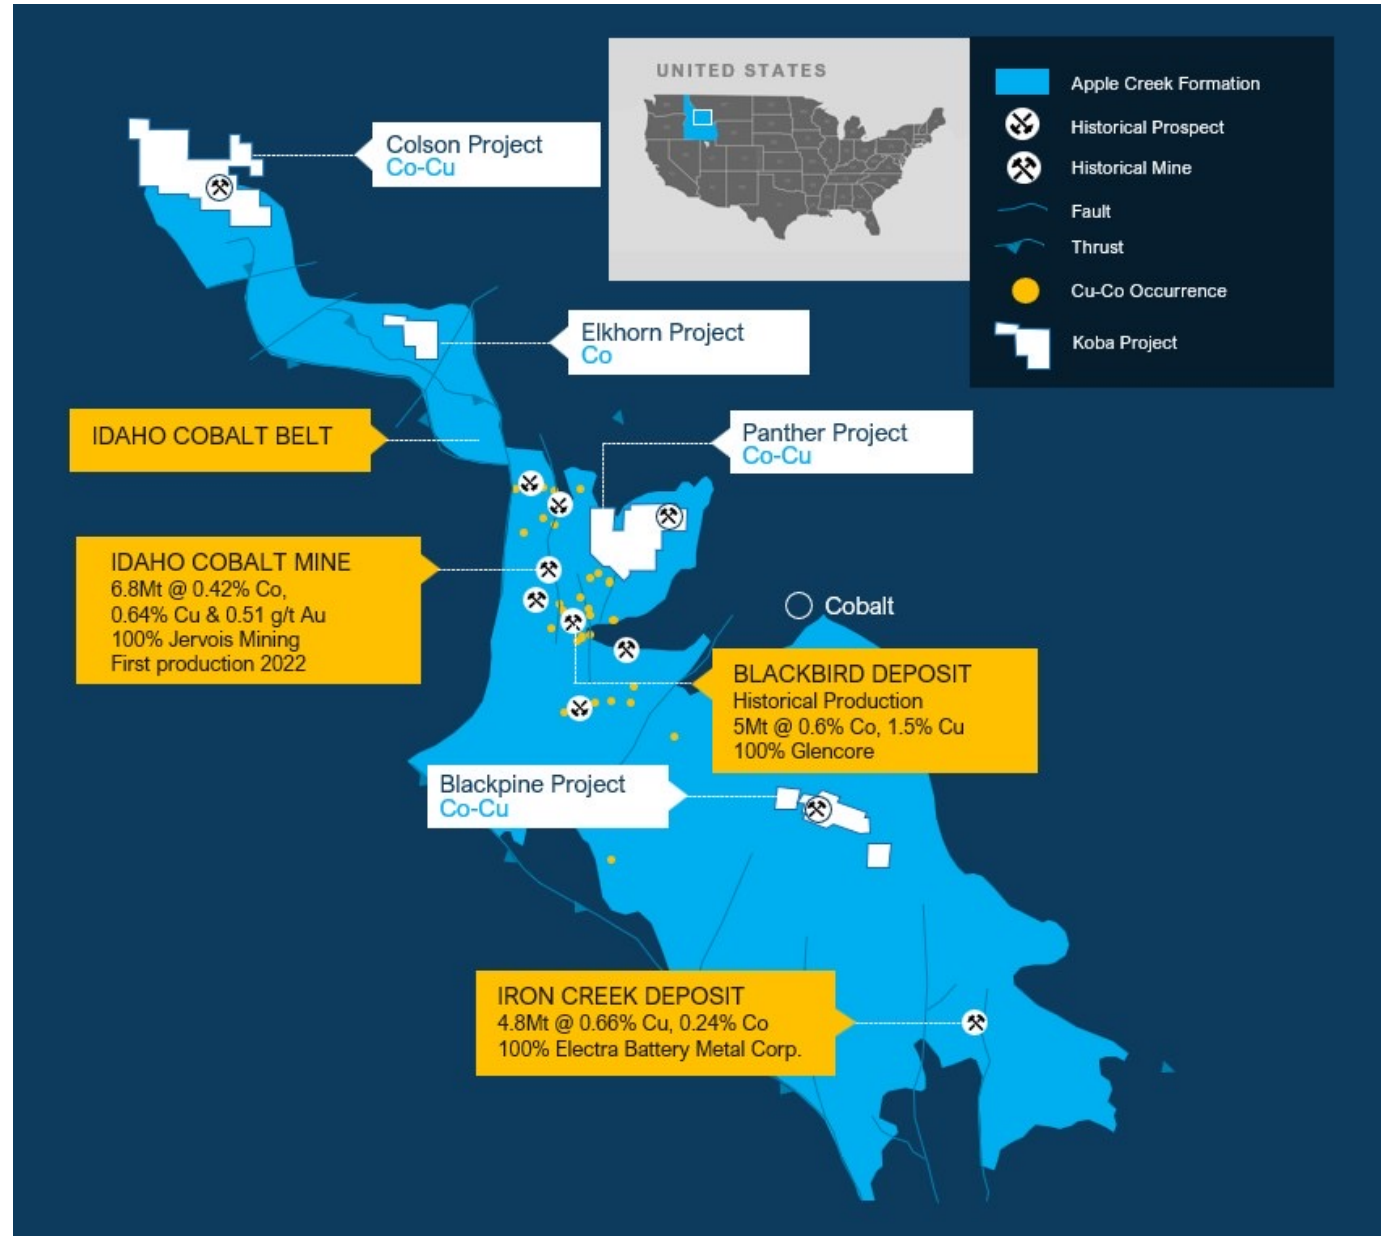 UNITED STATES
Apple Creek Formation
Historical Prospect
Historical Mine
Fault
Thrust
Cu-Co Occurrence
Koba Project
Colson Project
Co-Cu
Elkhorn Project
Co
IDAHO COBALT BELT
Panther Project
Co-Cu
IDAHO COBALT MINE
6.8Mt @ 0.42% Co,
0.64% Cu & 0.51 g/t Au
100% Jervois Mining
First production 2022
Cobalt
BLACKBIRD DEPOSIT
Historical Production
5Mt @ 0.6% Co, 1.5% Cu
100% Glencore
Blackpine Project
Co-Cu
IRON CREEK DEPOSIT
4.8Mt @ 0.66% Cu, 0.24% Co
100% Electra Battery Metal Corp.